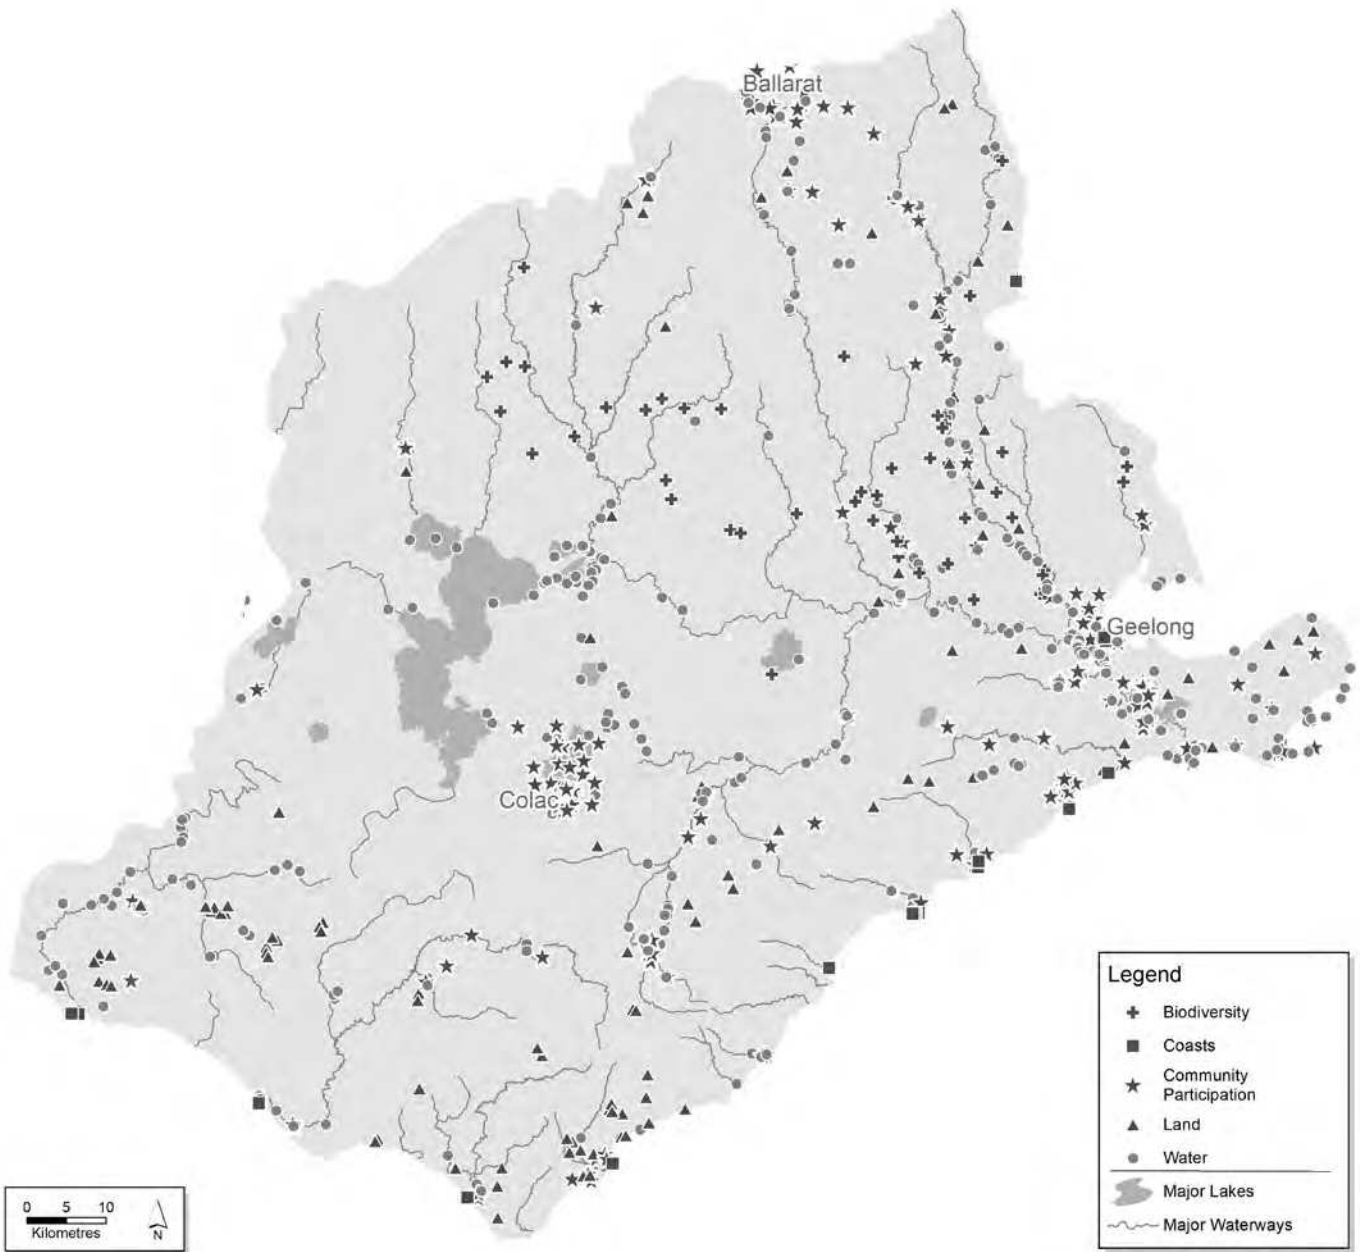 Ballarat
Geelong
Colac
Legend
Biodiversity
Coasts
Community
Participation
Land
Water
Major Lakes
Major Waterways
0 5 10
Kilometres
N